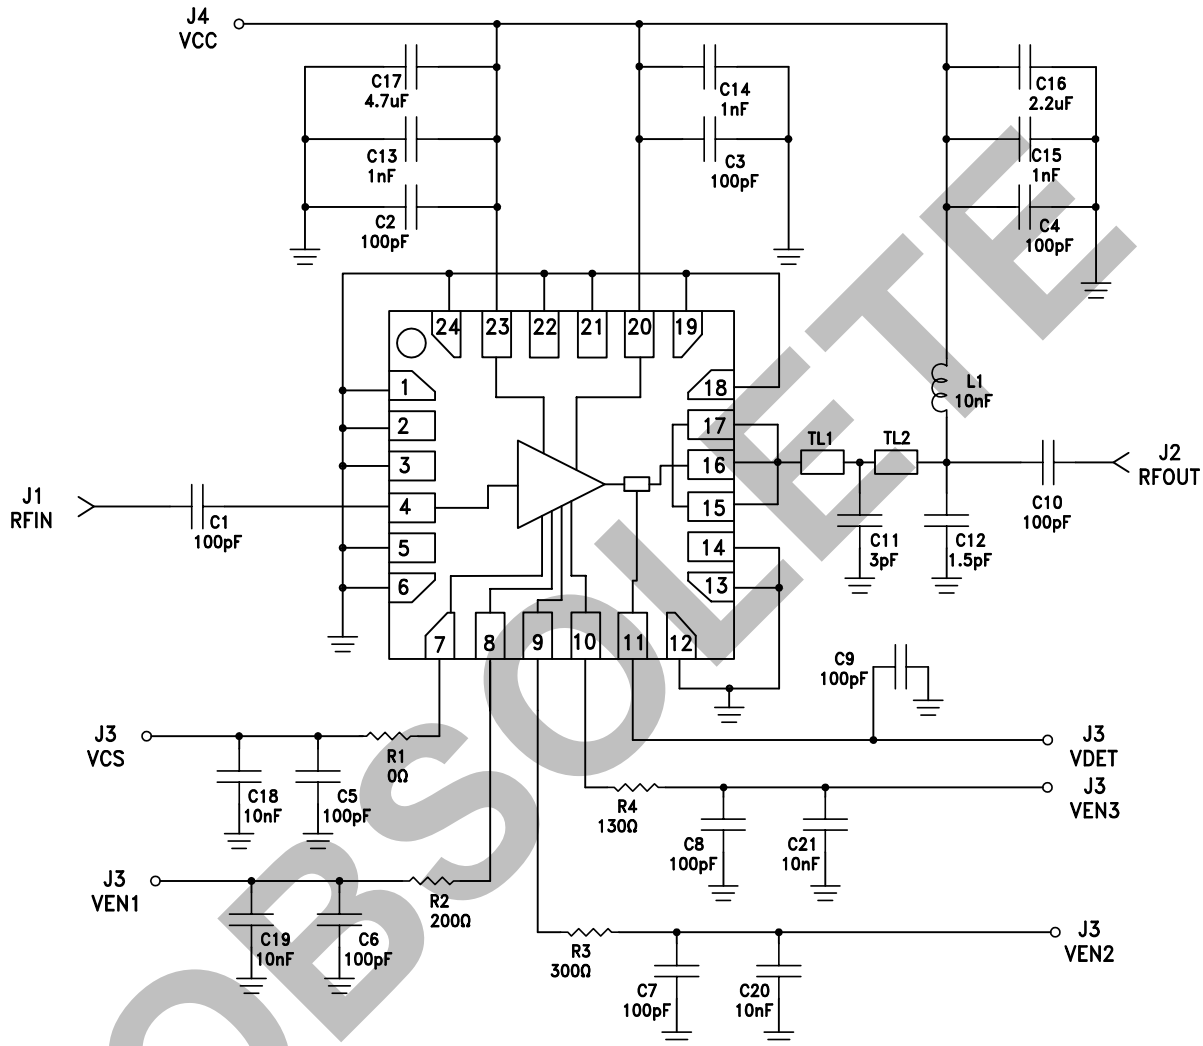 J4
VCC
C17
4.7uF
C13
1nF
C2
100pF
C14
1nF
C3
100pF
C16
2.2uF
C15
1nF
C4
100pF
24
23
22
21
20
19
1
2
3
4
5
6
18
17
16
15
14
13
7
8
9
10
11
12
L1
10nF
TL1
TL2
J1
RFIN
C1
100pF
J2
RFOUT
C10
100pF
C11
3pF
C12
1.5pF
C9
100pF
J3
VCS
R1
0Ω
C18
10nF
C5
100pF
J3
VDET
J3
VEN3
R4
130Ω
C8
100pF
C21
10nF
J3
VEN1
R2
200Ω
C19
10nF
C6
100pF
J3
VEN2
R3
300Ω
C7
100pF
C20
10nF
OBSOLETE